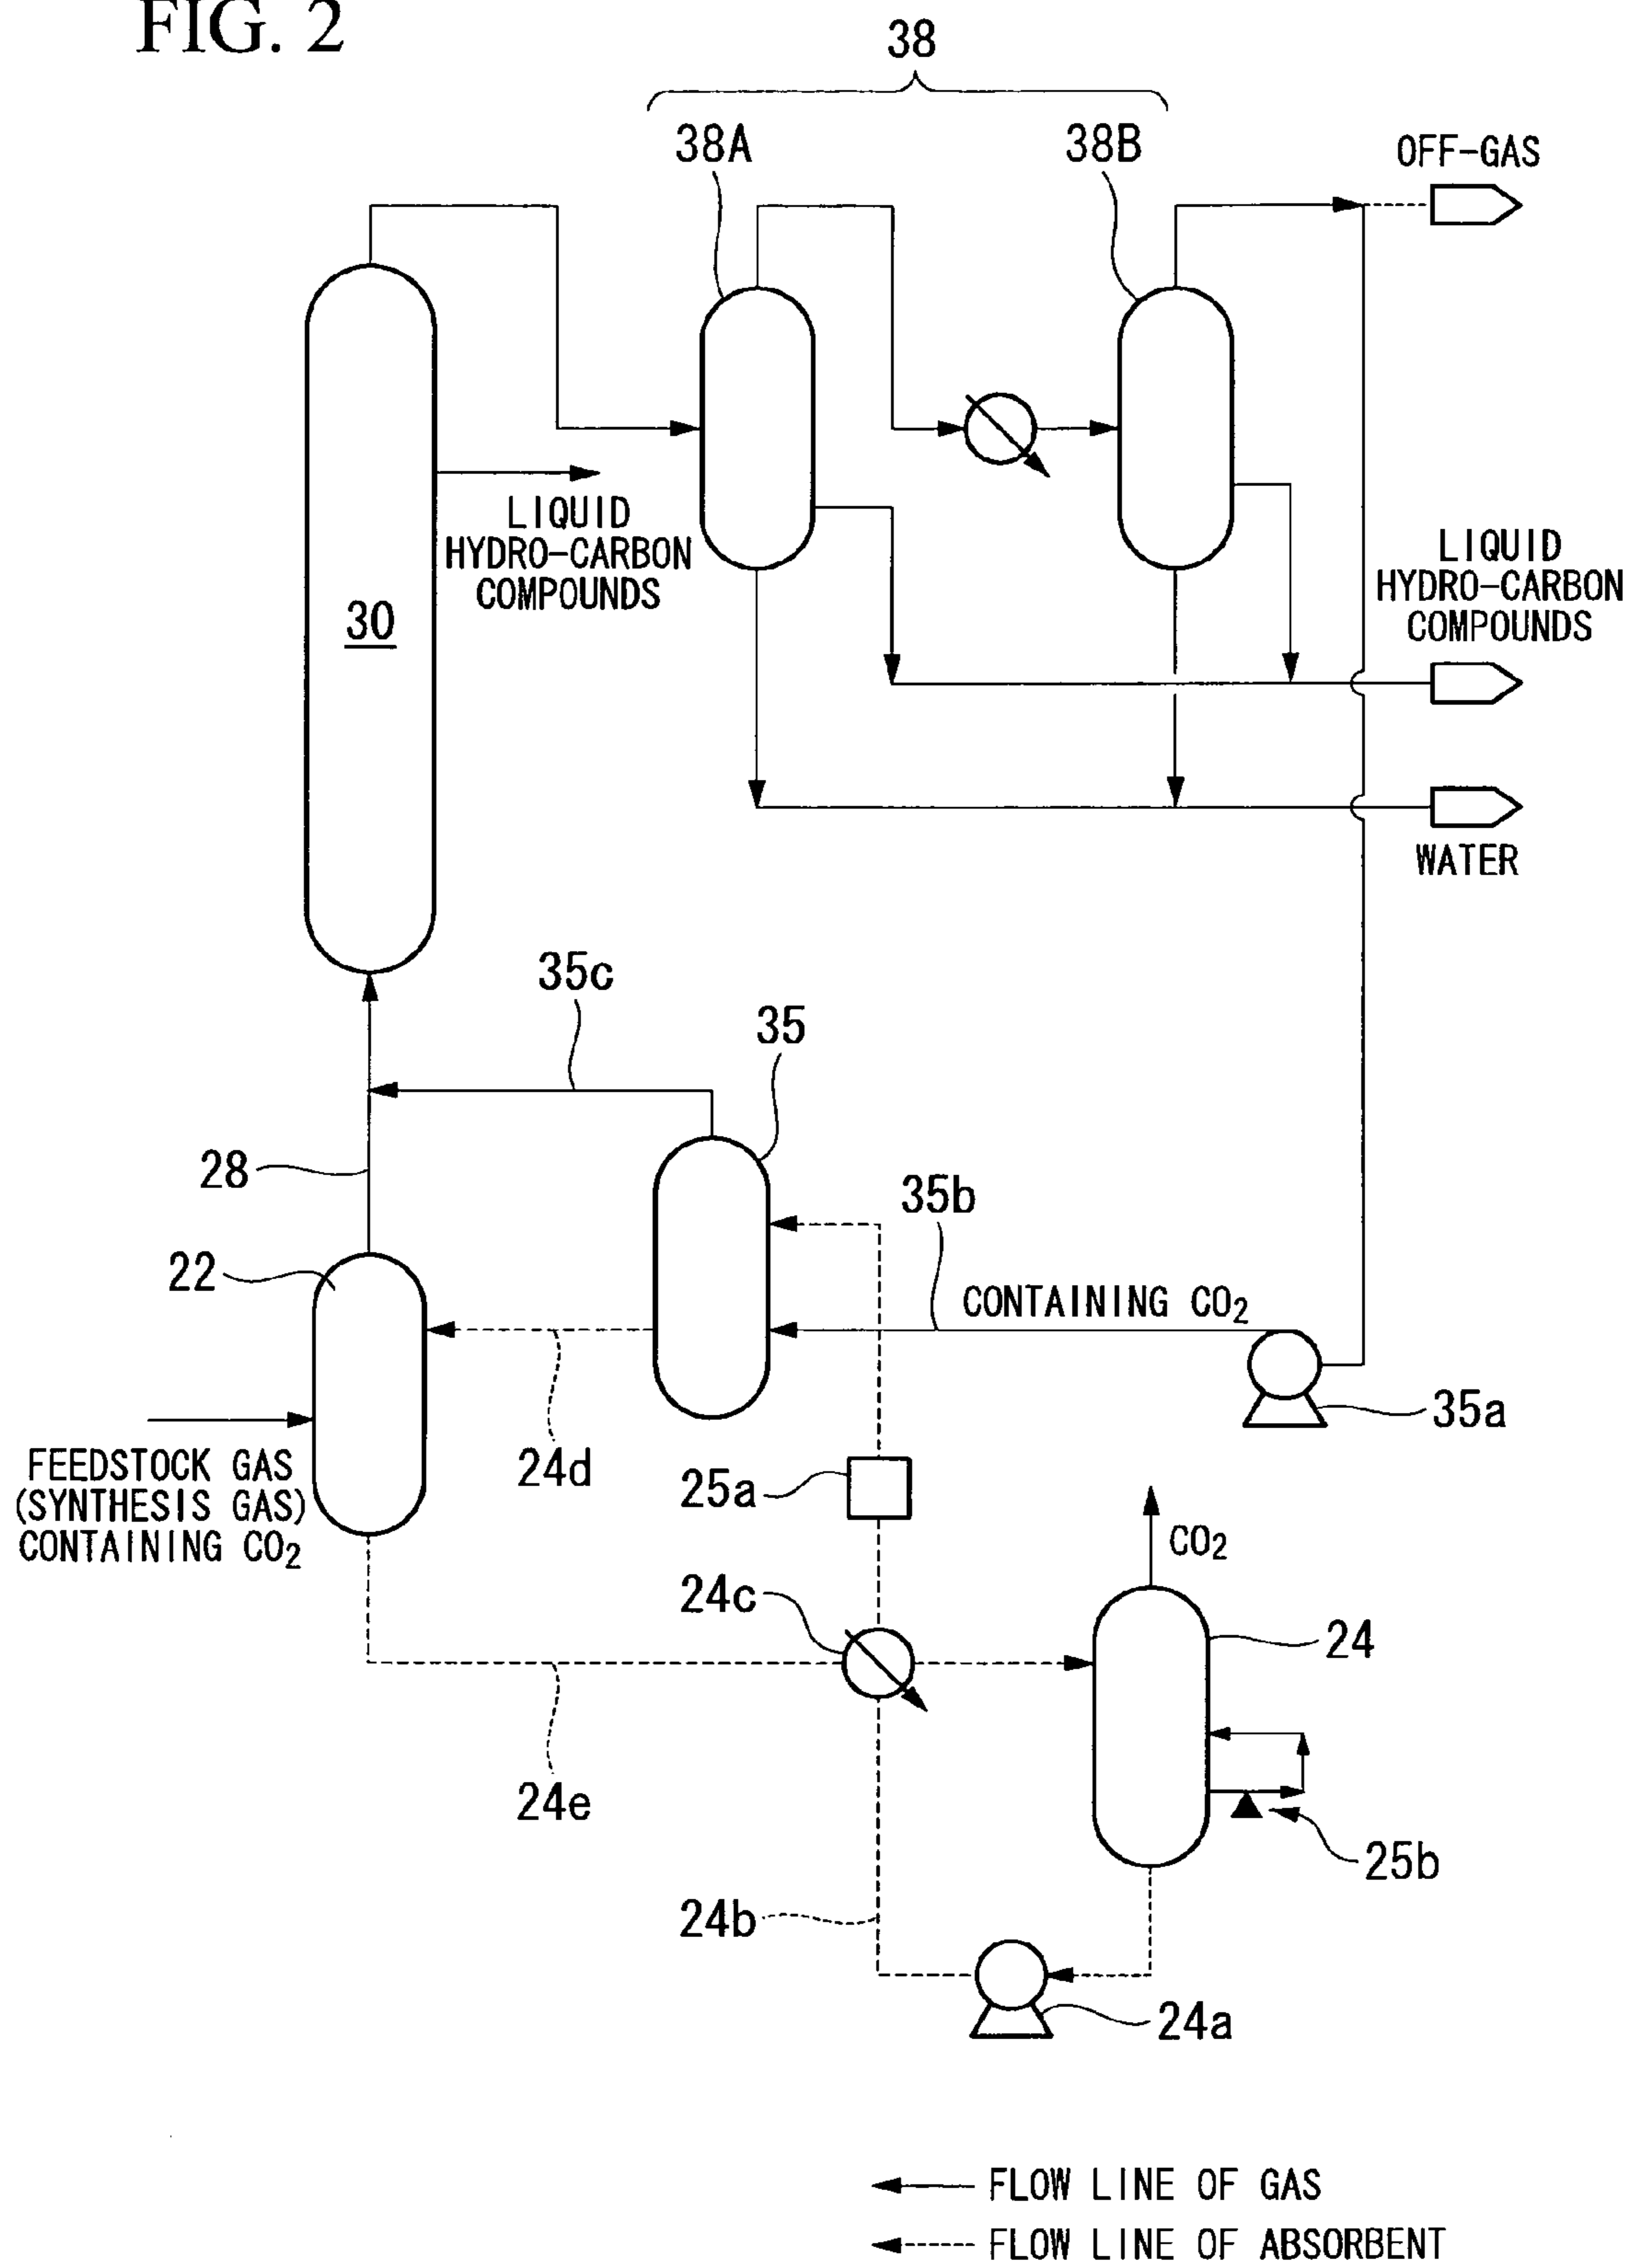 FIG. 2
38
38A
38B
OFF-GAS
LIQUID
HYDRO-CARBON
COMPOUNDS
30
LIQUID
HYDRO-CARBON
COMPOUNDS
WATER
35c
35
28
35b
22
CONTAINING CO₂
35a
24d
FEEDSTOCK GAS
(SYNTHESIS GAS)
CONTAINING CO₂
25a
CO₂
24c
24
24e
25b
24b
24a
FLOW LINE OF GAS
FLOW LINE OF ABSORBENT